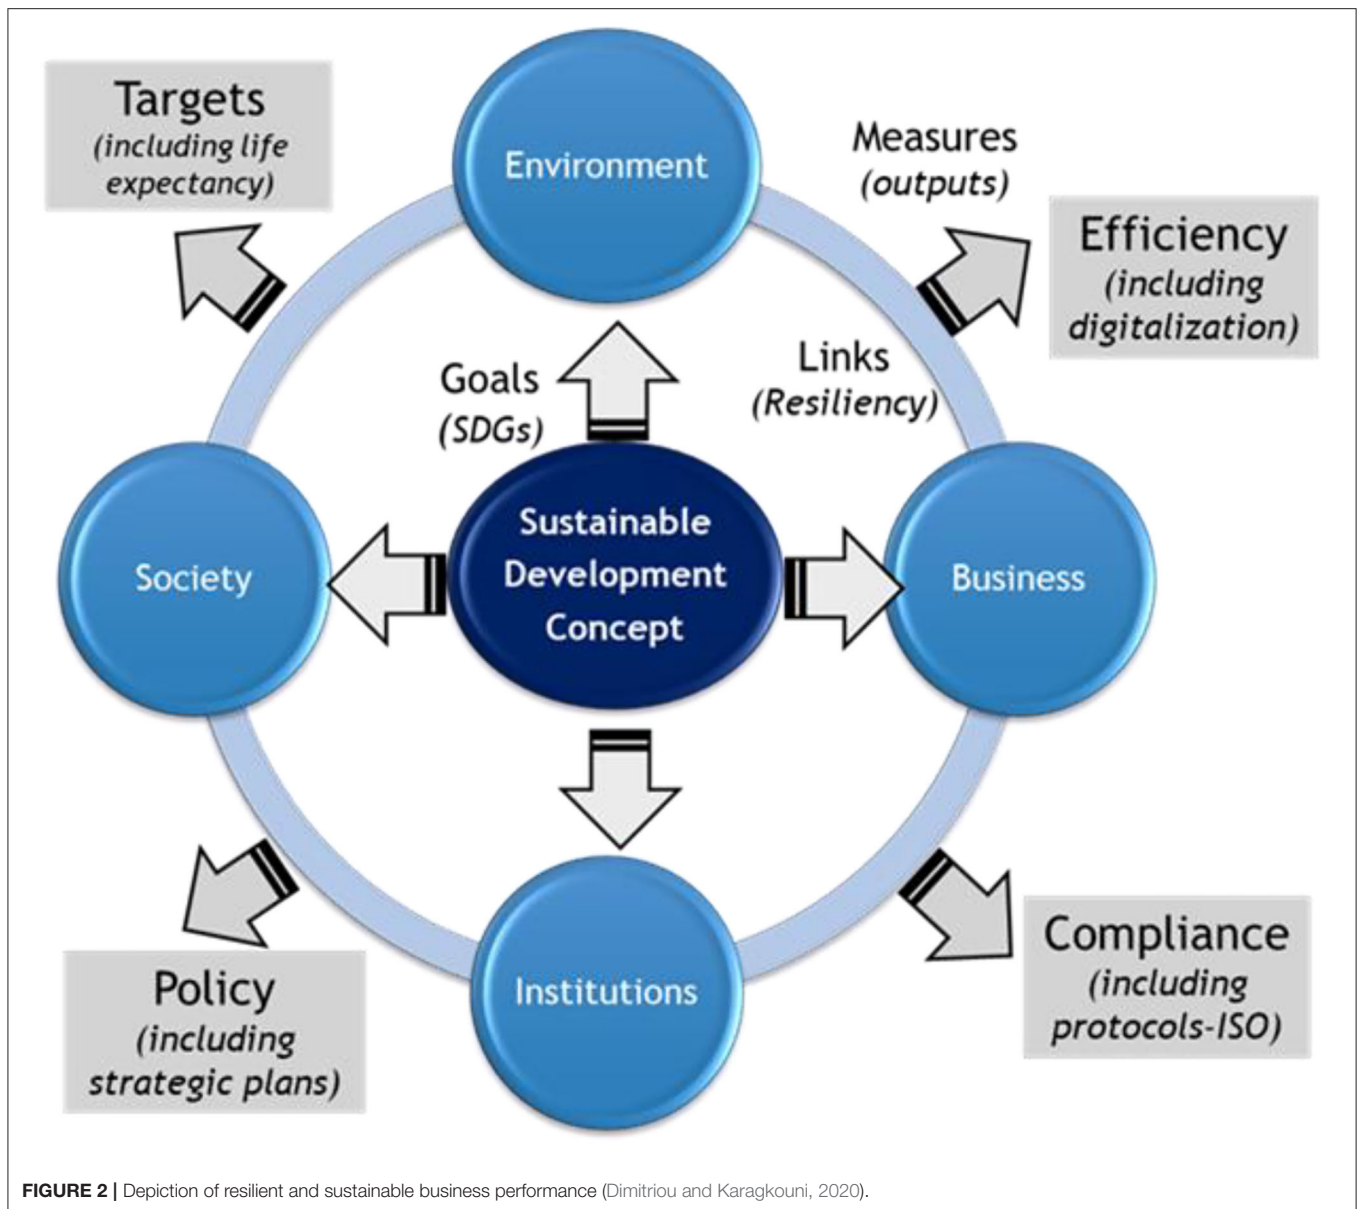 Targets
(including life
expectancy)
Environment
Measures
(outputs)
Efficiency
(including
digitalization)
Goals
(SDGs)
Links
(Resiliency)
Society
Sustainable
Development
Concept
Business
Policy
(including
strategic plans)
Institutions
Compliance
(including
protocols-ISO)
FIGURE 2 | Depiction of resilient and sustainable business performance (Dimitriou and Karagkouni, 2020).